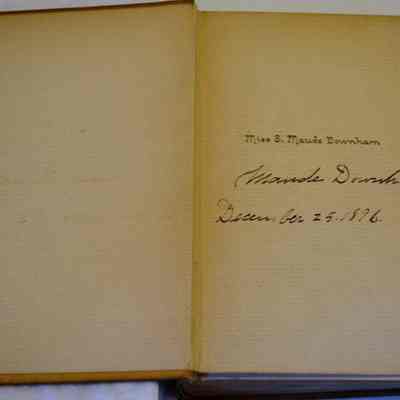 Miss S. Maude Downham
Maude Downh
December 25. 1896.